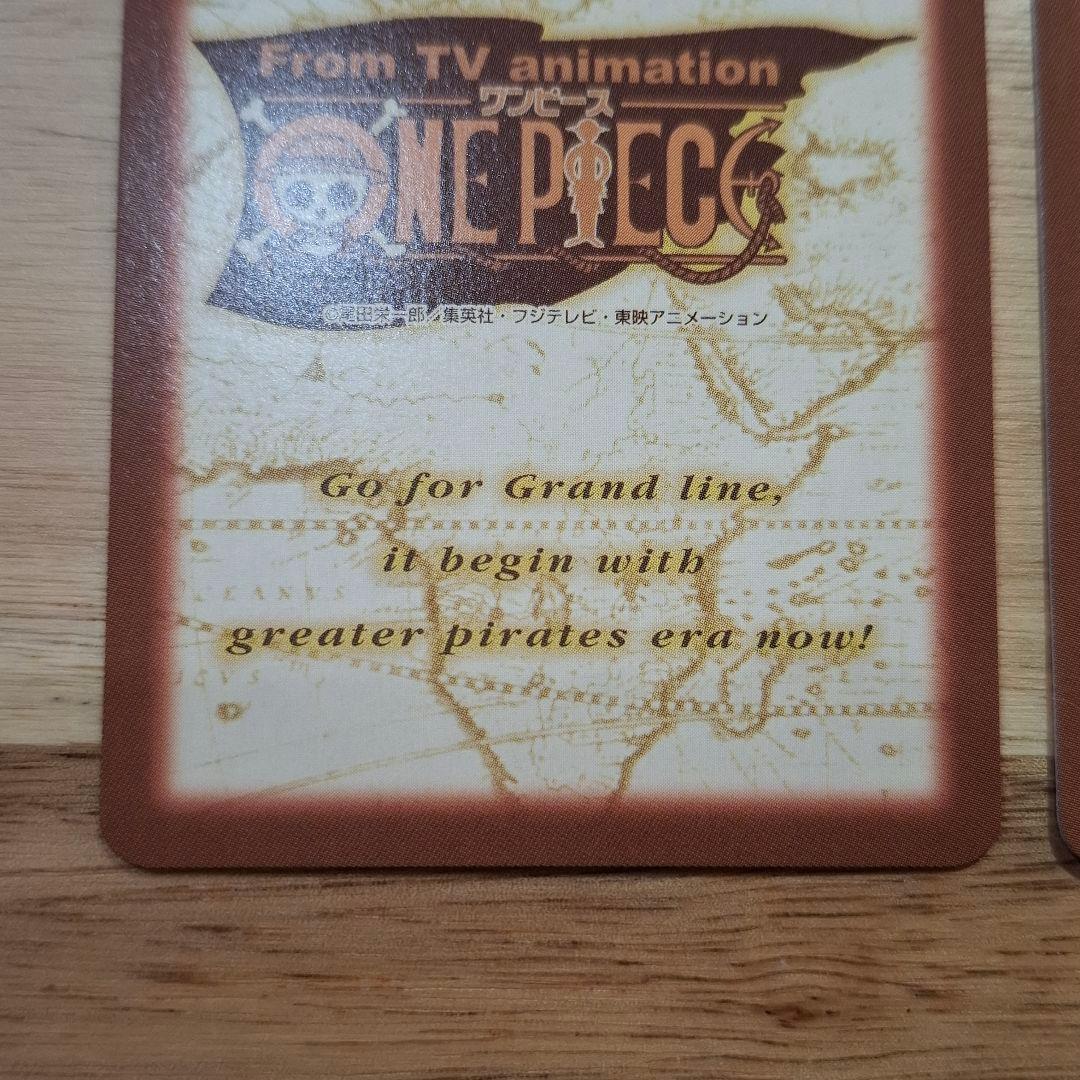 From TV animation
ワンピース
ONE PIECE
©尾田栄一郎／集英社・フジテレビ・東映アニメーション
Go for Grand line,
it begin with
greater pirates era now!